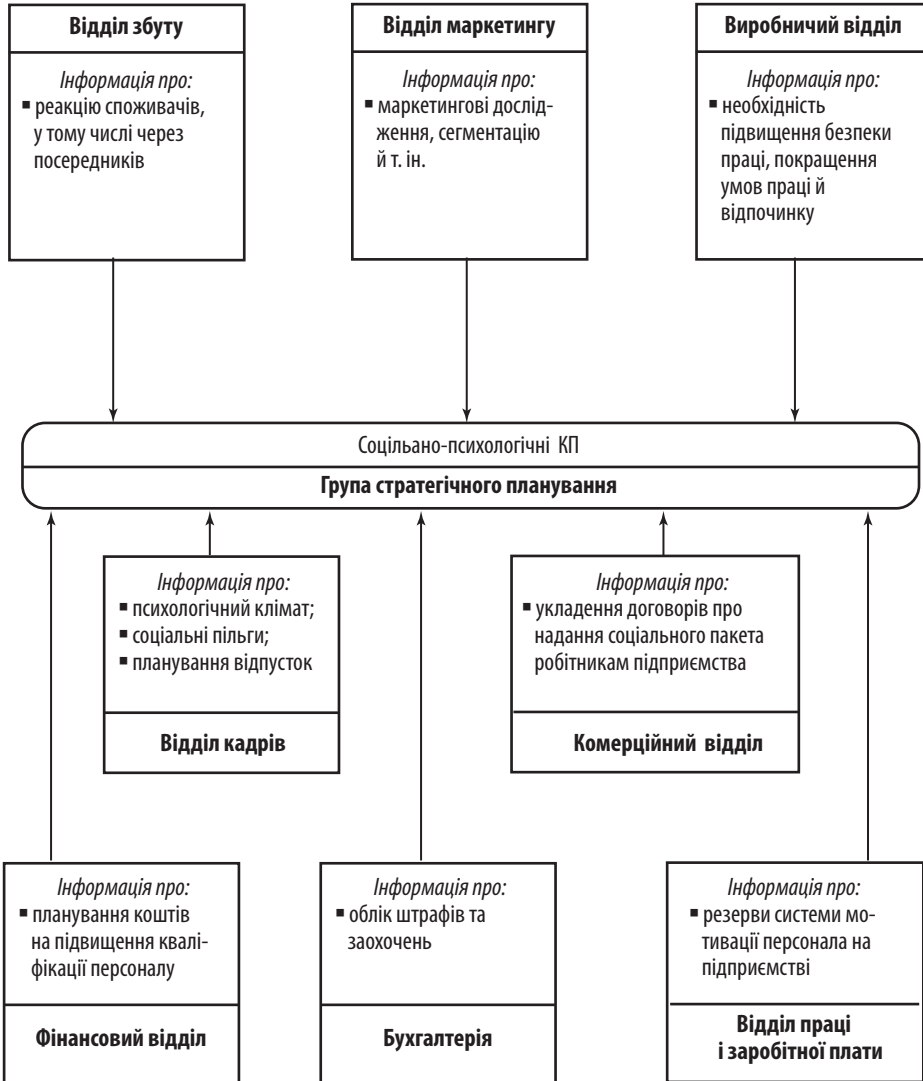 Відділ збуту
Інформація про:
▪ реакцію споживачів,
у тому числі через
посередників
Відділ маркетингу
Інформація про:
▪ маркетингові дослід-
ження, сегментацію
й т. ін.
Виробничий відділ
Інформація про:
▪ необхідність
підвищення безпеки
праці, покращення
умов праці й
відпочинку
Соцільано-психологічні КП
Група стратегічного планування
Інформація про:
▪ психологічний клімат;
▪ соціальні пільги;
▪ планування відпусток
Відділ кадрів
Інформація про:
▪ укладення договорів про
надання соціального пакета
робітникам підприємства
Комерційний відділ
Інформація про:
▪ планування коштів
на підвищення квалі-
фікації персоналу
Фінансовий відділ
Інформація про:
▪ облік штрафів та
заохочень
Бухгалтерія
Інформація про:
▪ резерви системи мо-
тивації персонала на
підприємстві
Відділ праці
і заробітної плати